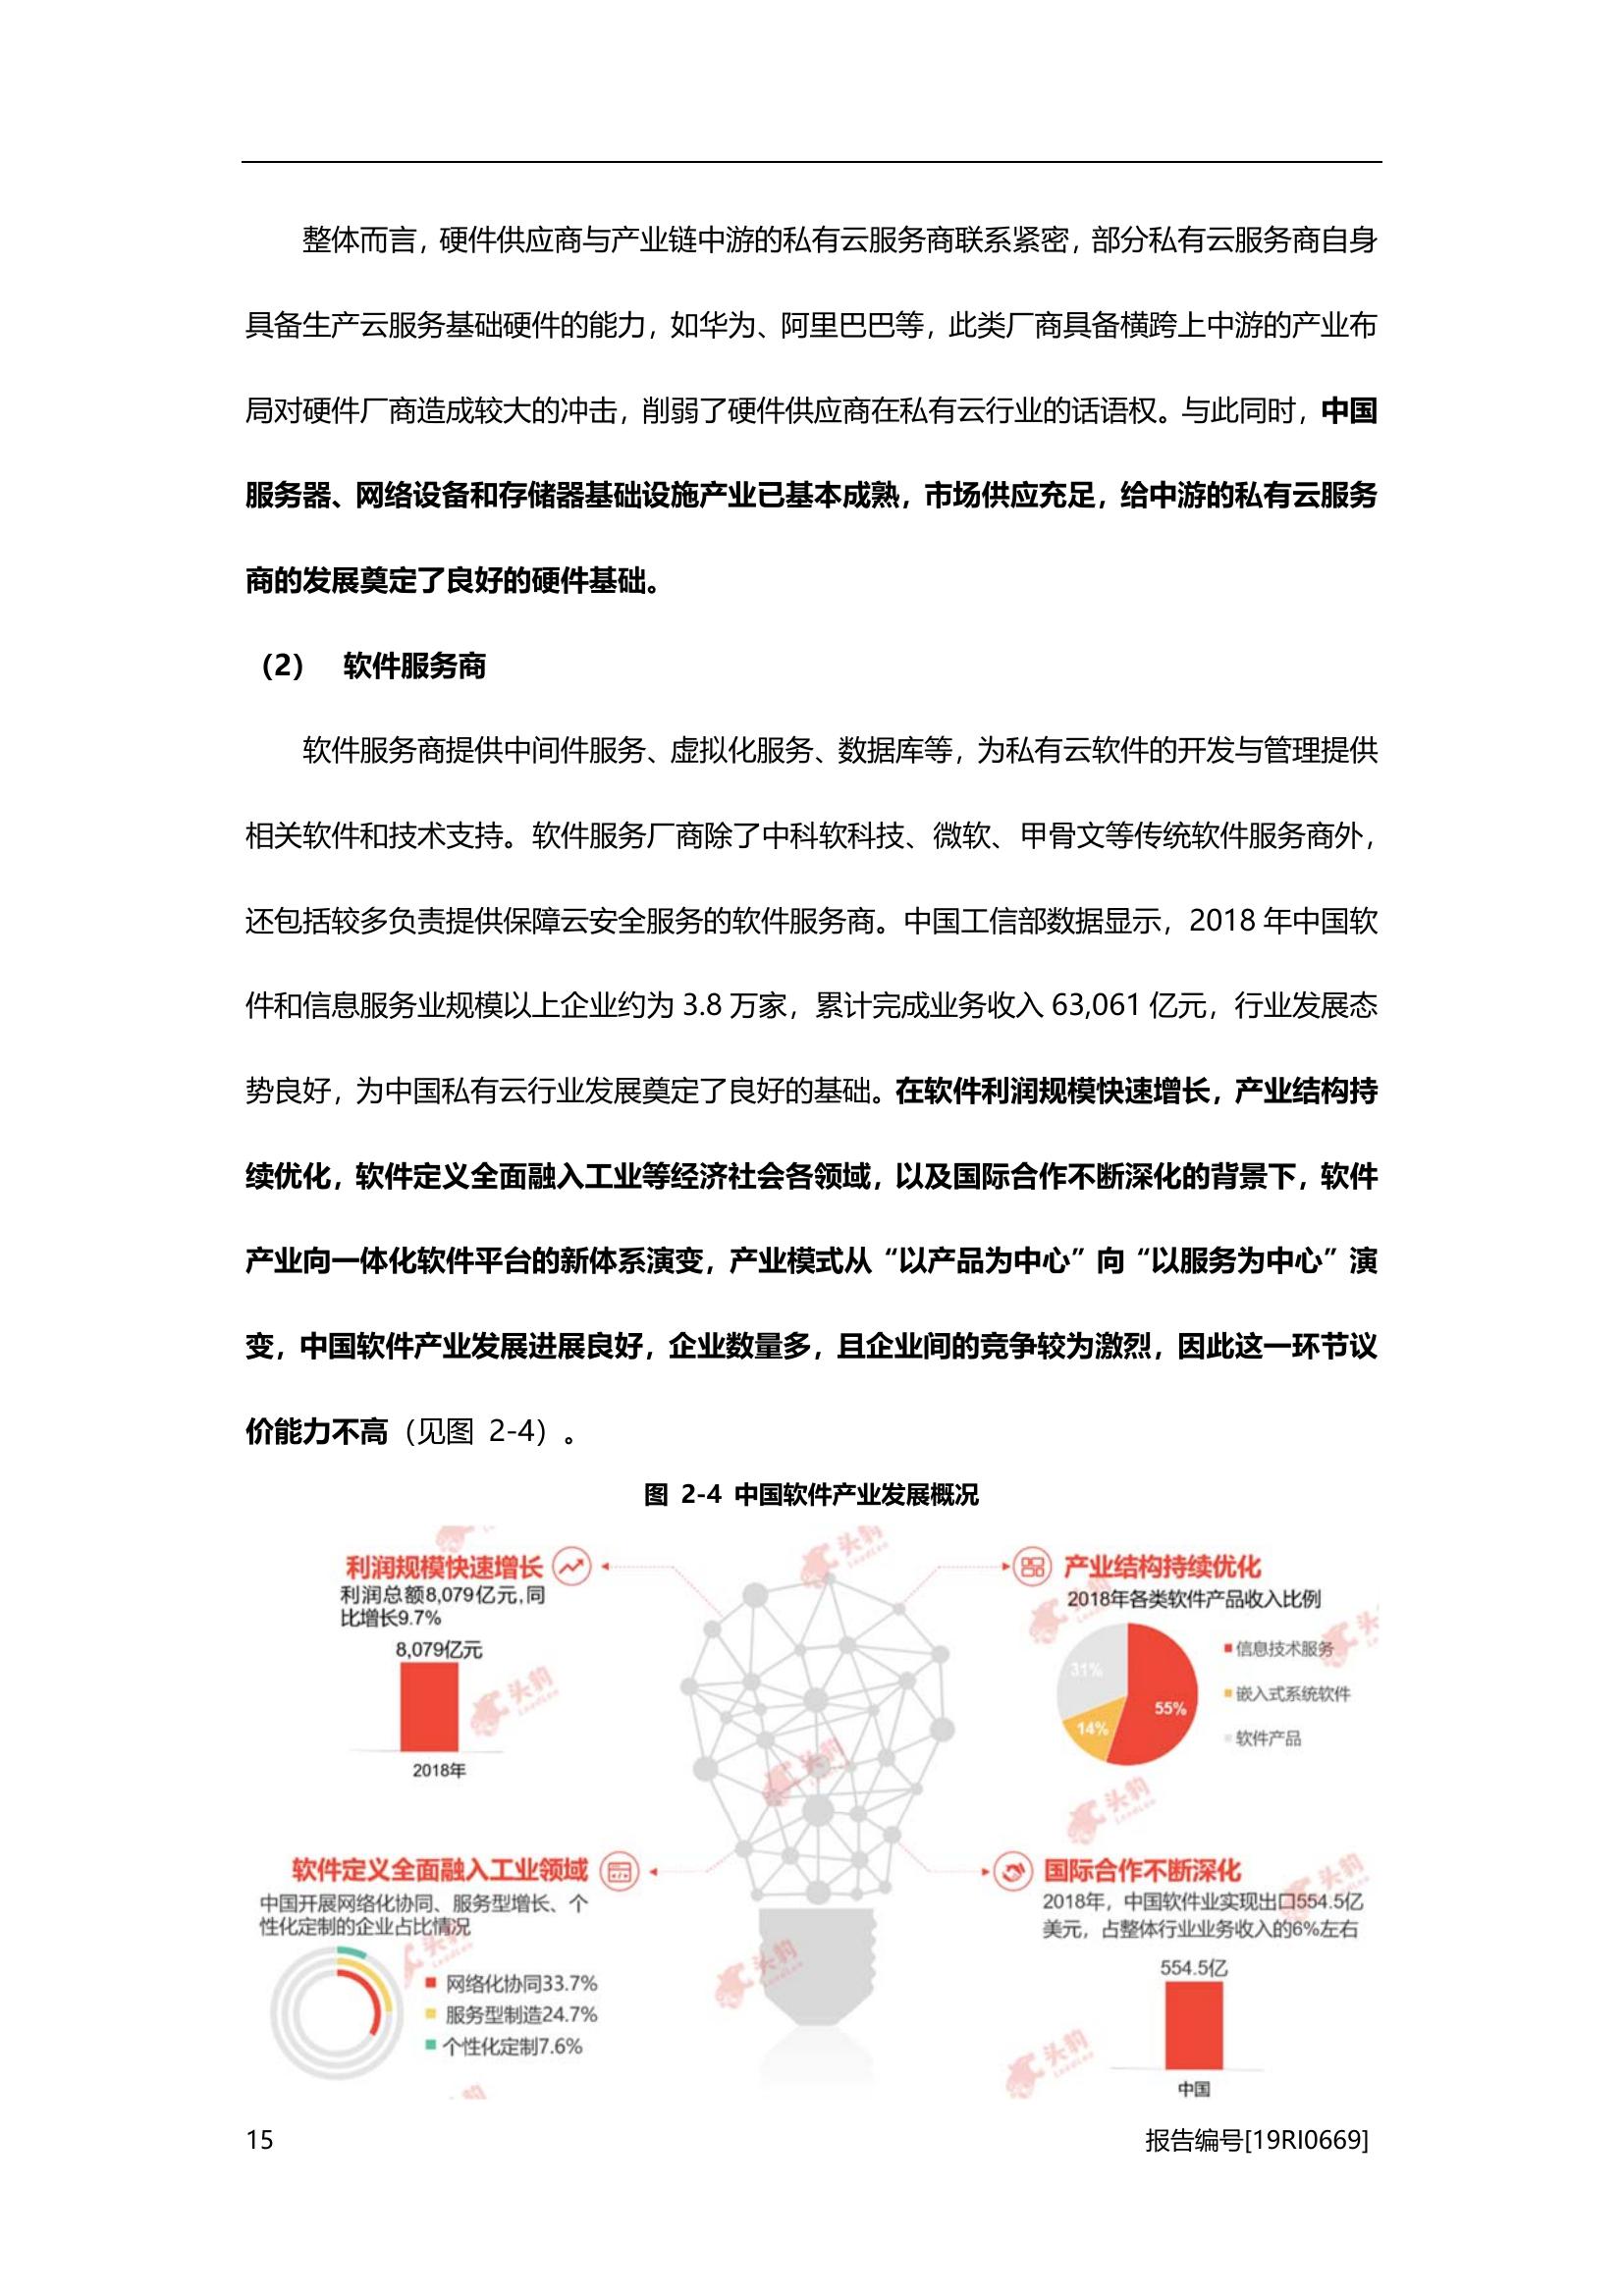 整体而言，硬件供应商与产业链中游的私有云服务商联系紧密，部分私有云服务商自身
具备生产云服务基础硬件的能力，如华为、阿里巴巴等，此类厂商具备横跨上中游的产业布
局对硬件厂商造成较大的冲击，削弱了硬件供应商在私有云行业的话语权。与此同时，中国
服务器、网络设备和存储器基础设施产业已基本成熟，市场供应充足，给中游的私有云服务
商的发展奠定了良好的硬件基础。
（2） 软件服务商
软件服务商提供中间件服务、虚拟化服务、数据库等，为私有云软件的开发与管理提供
相关软件和技术支持。软件服务厂商除了中科软科技、微软、甲骨文等传统软件服务商外，
还包括较多负责提供保障云安全服务的软件服务商。中国工信部数据显示，2018 年中国软
件和信息服务业规模以上企业约为 3.8 万家，累计完成业务收入 63,061 亿元，行业发展态
势良好，为中国私有云行业发展奠定了良好的基础。在软件利润规模快速增长，产业结构持
续优化，软件定义全面融入工业等经济社会各领域，以及国际合作不断深化的背景下，软件
产业向一体化软件平台的新体系演变，产业模式从“以产品为中心”向“以服务为中心”演
变，中国软件产业发展进展良好，企业数量多，且企业间的竞争较为激烈，因此这一环节议
价能力不高（见图 2-4）。
图 2-4 中国软件产业发展概况
利润规模快速增长
利润总额8,079亿元,同
比增长9.7%
8,079亿元
2018年
产业结构持续优化
2018年各类软件产品收入比例
31%
55%
14%
信息技术服务
嵌入式系统软件
软件产品
软件定义全面融入工业领域
中国开展网络化协同、服务型增长、个
性化定制的企业占比情况
网络化协同33.7%
服务型制造24.7%
个性化定制7.6%
国际合作不断深化
2018年，中国软件业实现出口554.5亿
美元，占整体行业业务收入的6%左右
554.5亿
中国
头豹
LeadLeo
15
报告编号[19RI0669]